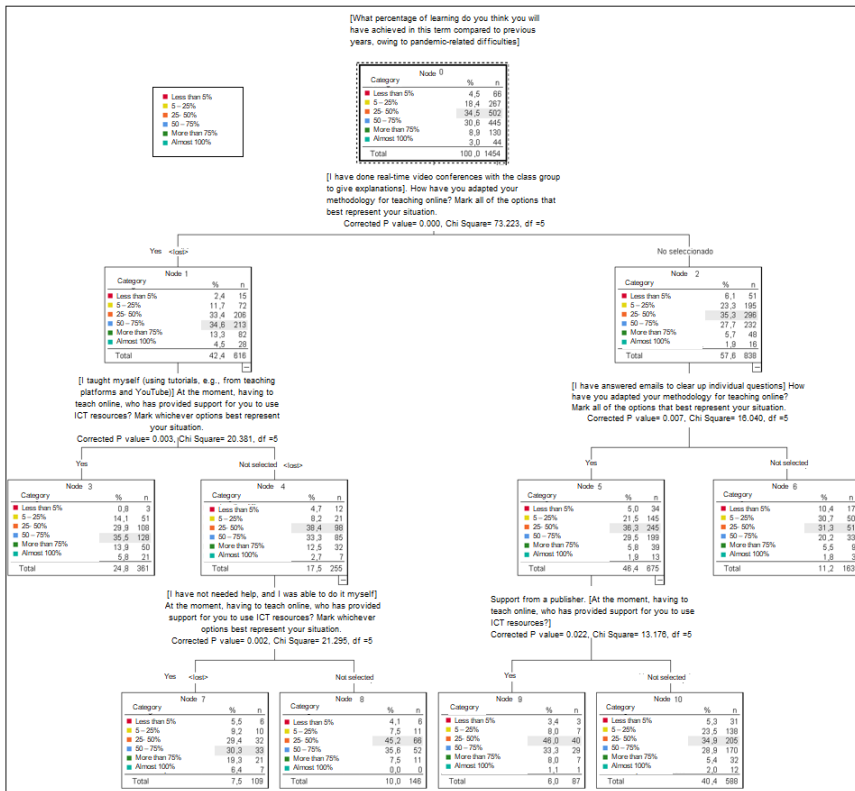 [What percentage of learning do you think you will
have achieved in this term compared to previous
years, owing to pandemic-related difficulties]
Node 0
Category % n
Less than 5% 4,5 66
5 – 25% 18,4 267
25- 50% 34,5 502
50 – 75% 30,6 445
More than 75% 8,9 130
Almost 100% 3,0 44
Total 100,0 1454
Less than 5%
5 – 25%
25- 50%
50 – 75%
More than 75%
Almost 100%
[I have done real-time video conferences with the class group
to give explanations]. How have you adapted your
methodology for teaching online? Mark all of the options that
best represent your situation.
Corrected P value= 0.000, Chi Square= 73.223, df =5
Yes <lost>
No seleccionado
Node 1
Category % n
Less than 5% 2,4 15
5 – 25% 11,7 72
25- 50% 33,4 206
50 – 75% 34,6 213
More than 75% 13,3 82
Almost 100% 4,5 28
Total 42,4 616
Node 2
Category % n
Less than 5% 6,1 51
5 – 25% 23,3 195
25- 50% 35,3 296
50 – 75% 27,7 232
More than 75% 5,7 48
Almost 100% 1,9 16
Total 57,6 838
[I taught myself (using tutorials, e.g., from teaching
platforms and YouTube)] At the moment, having to
teach online, who has provided support for you to use
ICT resources? Mark whichever options best represent
your situation.
Corrected P value= 0.003, Chi Square= 20.381, df =5
[I have answered emails to clear up individual questions] How
have you adapted your methodology for teaching online?
Mark all of the options that best represent your situation.
Corrected P value= 0.007, Chi Square= 16.040, df =5
Yes
Not selected <lost>
Yes
Not selected
Node 3
Category % n
Less than 5% 0,8 3
5 – 25% 14,1 51
25- 50% 29,9 108
50 – 75% 35,5 128
More than 75% 13,9 50
Almost 100% 5,8 21
Total 24,8 361
Node 4
Category % n
Less than 5% 4,7 12
5 – 25% 8,2 21
25- 50% 38,4 98
50 – 75% 33,3 85
More than 75% 12,5 32
Almost 100% 2,7 7
Total 17,5 255
Node 5
Category % n
Less than 5% 5,0 34
5 – 25% 21,5 145
25- 50% 36,3 245
50 – 75% 29,5 199
More than 75% 5,8 39
Almost 100% 1,9 13
Total 46,4 675
Node 6
Category % n
Less than 5% 10,4 17
5 – 25% 30,7 50
25- 50% 31,3 51
50 – 75% 20,2 33
More than 75% 5,5 9
Almost 100% 1,8 3
Total 11,2 163
[I have not needed help, and I was able to do it myself]
At the moment, having to teach online, who has provided
support for you to use ICT resources? Mark whichever
options best represent your situation.
Corrected P value= 0.002, Chi Square= 21.295, df =5
Support from a publisher. [At the moment, having to
teach online, who has provided support for you to use
ICT resources?]
Corrected P value= 0.022, Chi Square= 13.176, df =5
Yes <lost>
Not selected
Yes
Not selected
Node 7
Category % n
Less than 5% 5,5 6
5 – 25% 9,2 10
25- 50% 29,4 32
50 – 75% 30,3 33
More than 75% 19,3 21
Almost 100% 6,4 7
Total 7,5 109
Node 8
Category % n
Less than 5% 4,1 6
5 – 25% 7,5 11
25- 50% 45,2 66
50 – 75% 35,6 52
More than 75% 7,5 11
Almost 100% 0,0 0
Total 10,0 146
Node 9
Category % n
Less than 5% 3,4 3
5 – 25% 8,0 7
25- 50% 46,0 40
50 – 75% 33,3 29
More than 75% 8,0 7
Almost 100% 1,1 1
Total 6,0 87
Node 10
Category % n
Less than 5% 5,3 31
5 – 25% 23,5 138
25- 50% 34,9 205
50 – 75% 28,9 170
More than 75% 5,4 32
Almost 100% 2,0 12
Total 40,4 588